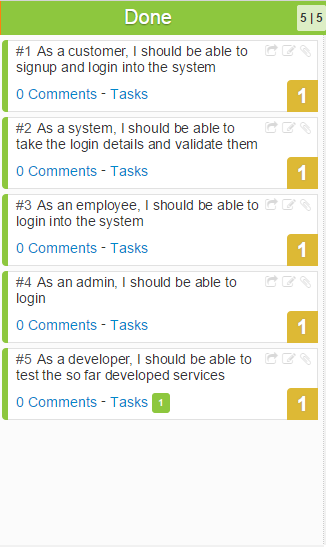 Done
5 | 5
#1 As a customer, I should be able to
signup and login into the system
0 Comments - Tasks
1
#2 As a system, I should be able to
take the login details and validate them
0 Comments - Tasks
1
#3 As an employee, I should be able to
login into the system
0 Comments - Tasks
1
#4 As an admin, I should be able to
login
0 Comments - Tasks
1
#5 As a developer, I should be able to
test the so far developed services
0 Comments - Tasks 1
1